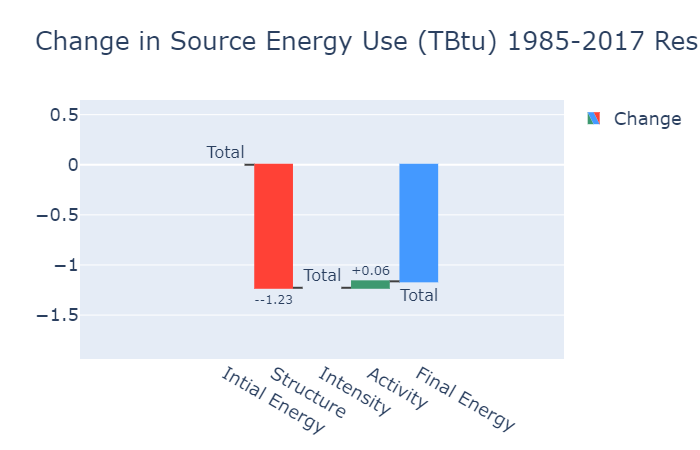 Change in Source Energy Use (TBtu) 1985-2017 Res
Change
0.5
0
−0.5
−1
−1.5
Total
--1.23
Total
+0.06
Total
Intial Energy
Structure
Intensity
Activity
Final Energy